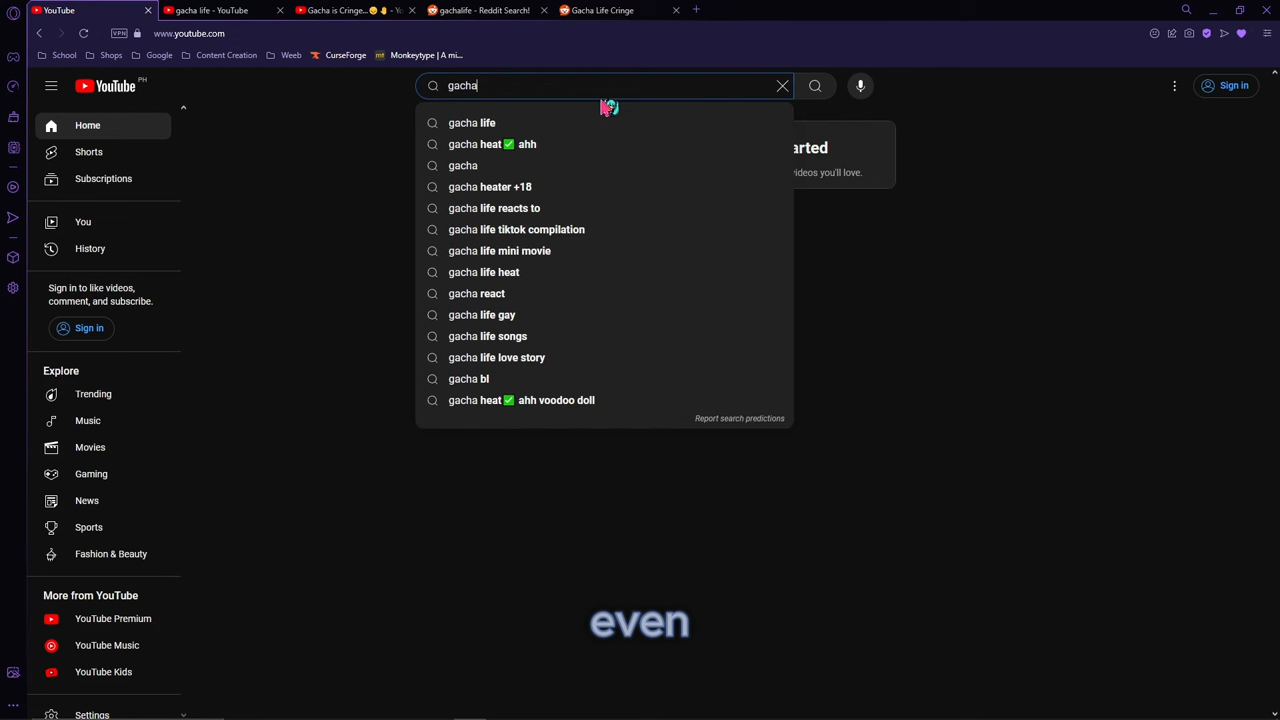 YouTube
gacha life - YouTube
Gacha is Cringe...😔🤚 - Yo
gachalife - Reddit Search!
Gacha Life Cringe
VPN
www.youtube.com
School
Shops
Google
Content Creation
Weeb
CurseForge
mt
Monkeytype | A mi...
YouTube PH
gacha
Sign in
Home
Shorts
Subscriptions
You
History
Sign in to like videos,
comment, and subscribe.
Sign in
Explore
Trending
Music
Movies
Gaming
News
Sports
Fashion & Beauty
More from YouTube
YouTube Premium
YouTube Music
YouTube Kids
Settings
gacha life
gacha heat✅ ahh
gacha
gacha heater +18
gacha life reacts to
gacha life tiktok compilation
gacha life mini movie
gacha life heat
gacha react
gacha life gay
gacha life songs
gacha life love story
gacha bl
gacha heat✅ ahh voodoo doll
Report search predictions
arted
videos you'll love.
even